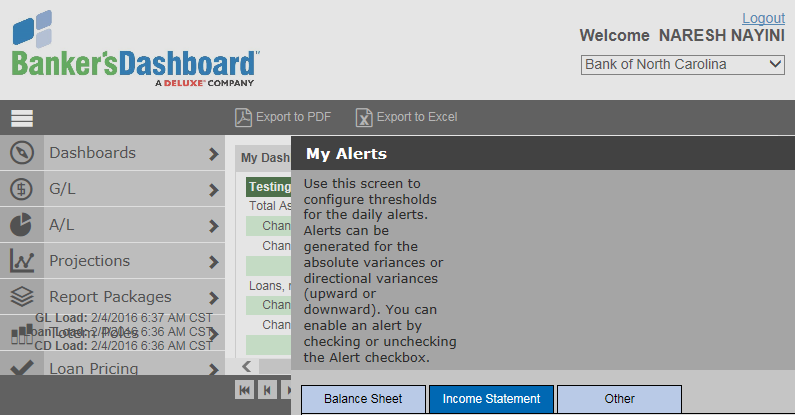 Logout
Welcome NARESH NAYINI
Banker'sDashboard™
A DELUXE® COMPANY
Bank of North Carolina
Export to PDF Export to Excel
Dashboards
G/L
A/L
Projections
Report Packages
GL Load: 2/4/2016 6:37 AM CST
Loan Load: 2/4/2016 6:36 AM CST
Totem Poles
CD Load: 2/4/2016 6:36 AM CST
Loan Pricing
My Dash
Testing
Total As
Chan
Chan
Loans, n
Chan
Chan
My Alerts
Use this screen to
configure thresholds
for the daily alerts.
Alerts can be
generated for the
absolute variances or
directional variances
(upward or
downward). You can
enable an alert by
checking or unchecking
the Alert checkbox.
Balance Sheet Income Statement Other